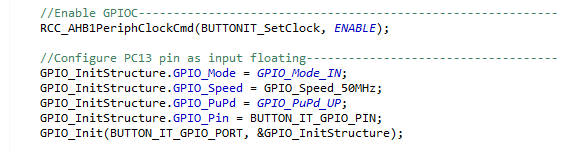 //Enable GPIOC------------------------------------------------------------
RCC_AHB1PeriphClockCmd(BUTTONIT_SetClock, ENABLE);
//Configure PC13 pin as input floating------------------------------------
GPIO_InitStructure.GPIO_Mode = GPIO_Mode_IN;
GPIO_InitStructure.GPIO_Speed = GPIO_Speed_50MHz;
GPIO_InitStructure.GPIO_PuPd = GPIO_PuPd_UP;
GPIO_InitStructure.GPIO_Pin = BUTTON_IT_GPIO_PIN;
GPIO_Init(BUTTON_IT_GPIO_PORT, &GPIO_InitStructure);